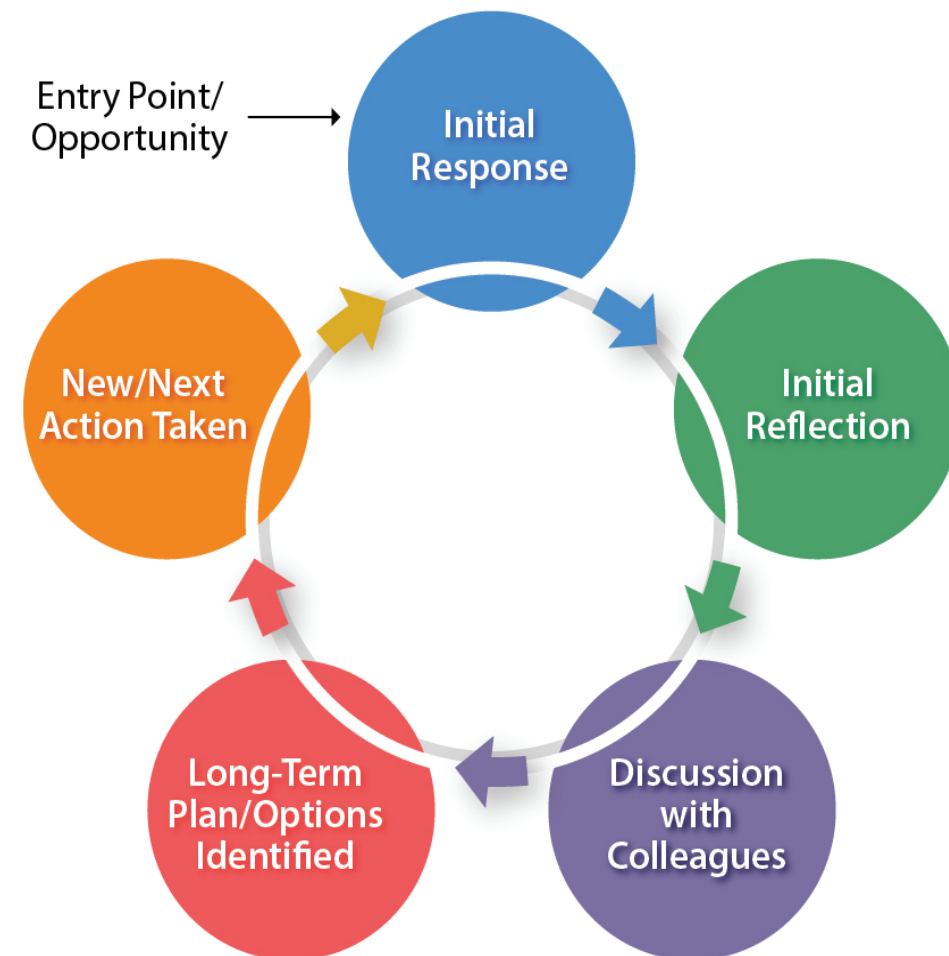 Entry Point/
Opportunity
Initial
Response
Initial
Reflection
Discussion
with
Colleagues
Long-Term
Plan/Options
Identified
New/Next
Action Taken